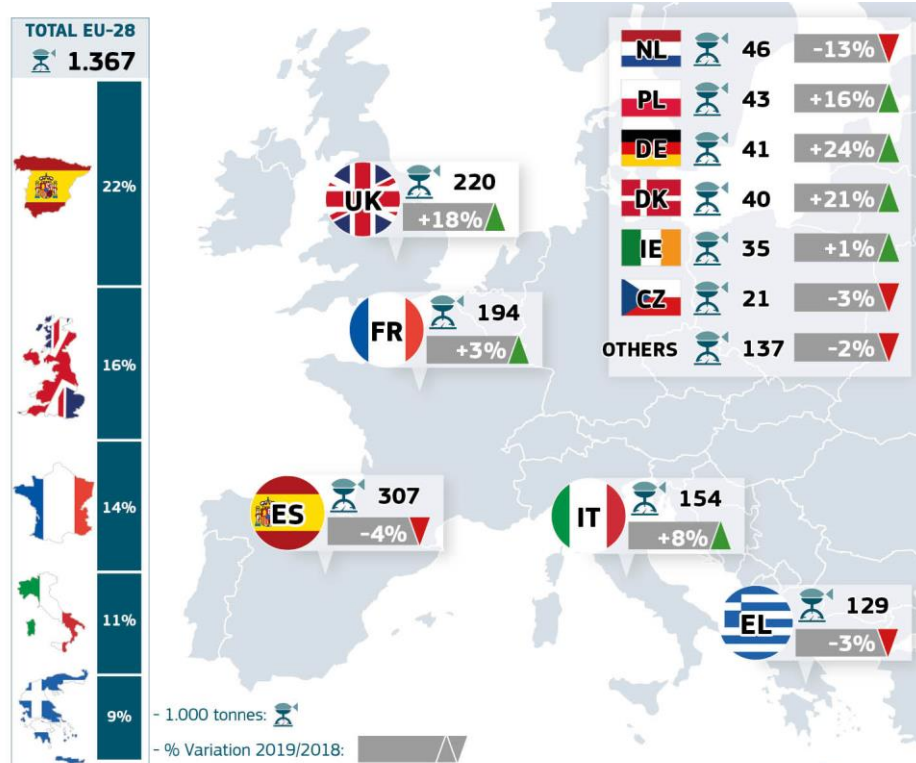 TOTAL EU-28
1.367
22%
16%
14%
11%
9%
NL 46 -13%
PL 43 +16%
DE 41 +24%
DK 40 +21%
IE 35 +1%
CZ 21 -3%
OTHERS 137 -2%
UK 220
+18%
FR 194
+3%
ES 307
-4%
IT 154
+8%
EL 129
-3%
- 1.000 tonnes:
- % Variation 2019/2018: